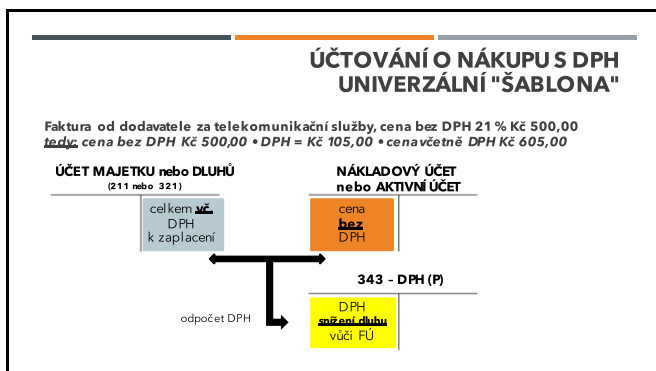 ÚČTOVÁNÍ O NÁKUPU S DPH
UNIVERZÁLNÍ "ŠABLONA"
Faktura od dodavatele za telekomunikační služby, cena bez DPH 21 % Kč 500,00
tedy: cena bez DPH Kč 500,00 • DPH = Kč 105,00 • cena včetně DPH Kč 605,00
ÚČET MAJETKU nebo DLUHŮ
(211 nebo 321)
celkem vč.
DPH
k zaplacení
NÁKLADOVÝ ÚČET
nebo AKTIVNÍ ÚČET
cena
bez
DPH
343 – DPH (P)
odpočet DPH
DPH
snížení dluhu
vůči FÚ